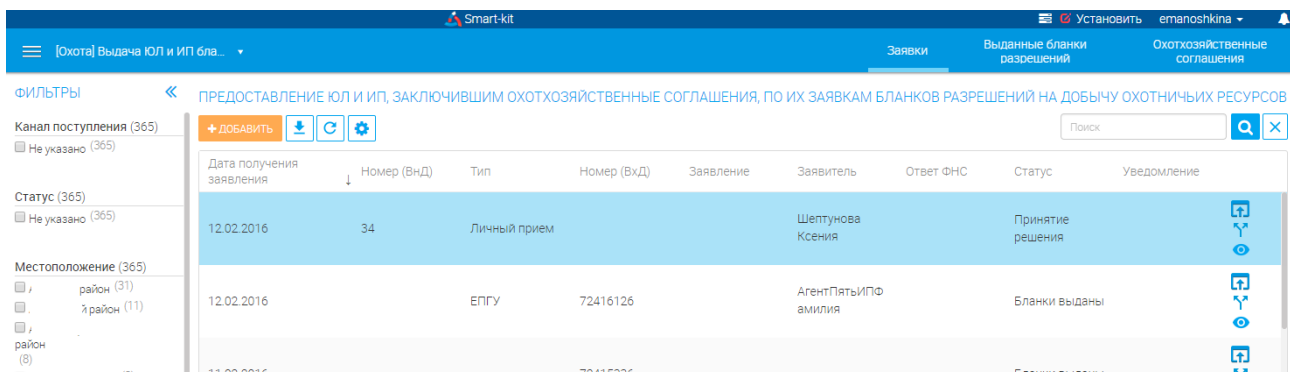 Smart-kit
Установить emanoshkina
[Охота] Выдача ЮЛ и ИП бла...
Заявки
Выданные бланки
разрешений
Охотхозяйственные
соглашения
ФИЛЬТРЫ
ПРЕДОСТАВЛЕНИЕ ЮЛ И ИП, ЗАКЛЮЧИВШИМ ОХОТХОЗЯЙСТВЕННЫЕ СОГЛАШЕНИЯ, ПО ИХ ЗАЯВКАМ БЛАНКОВ РАЗРЕШЕНИЙ НА ДОБЫЧУ ОХОТНИЧЬИХ РЕСУРСОВ
Канал поступления (365)
Не указано (365)
Статус (365)
Не указано (365)
Местоположение (365)
район (31)
й район (11)
район
(8)
+ ДОБАВИТЬ
Поиск
Дата получения
заявления
↓ Номер (ВнД)
Тип
Номер (ВхД)
Заявление
Заявитель
Ответ ФНС
Статус
Уведомление
12.02.2016 34 Личный прием
Шептунова
Ксения
Принятие
решения
12.02.2016 ЕПГУ 72416126
АгентПятьИПФ
амилия
Бланки выданы